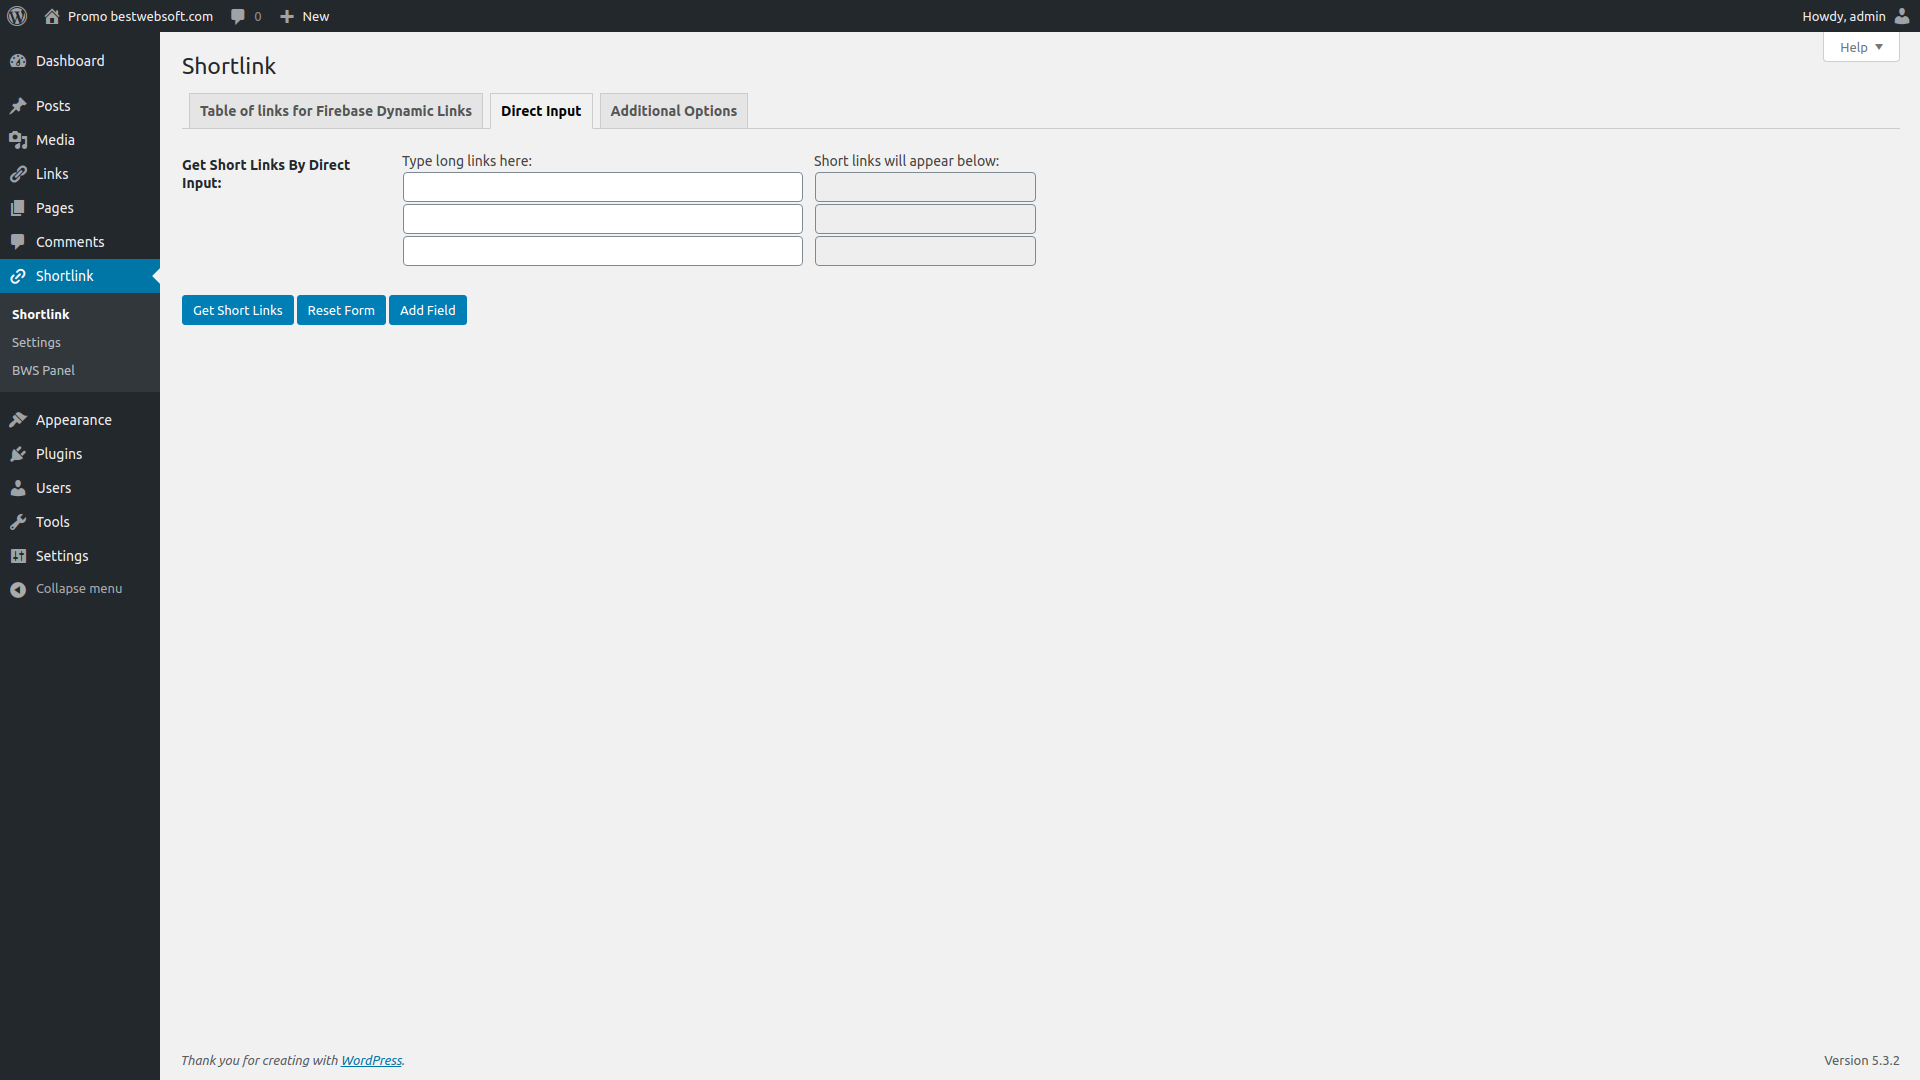 Promo bestwebsoft.com 0 New Howdy, admin
Help
Dashboard
Posts
Media
Links
Pages
Comments
Shortlink
Shortlink
Settings
BWS Panel
Appearance
Plugins
Users
Tools
Settings
Collapse menu
Shortlink
Table of links for Firebase Dynamic Links Direct Input Additional Options
Get Short Links By Direct
Input:
Type long links here: Short links will appear below:
Get Short Links Reset Form Add Field
Thank you for creating with WordPress. Version 5.3.2